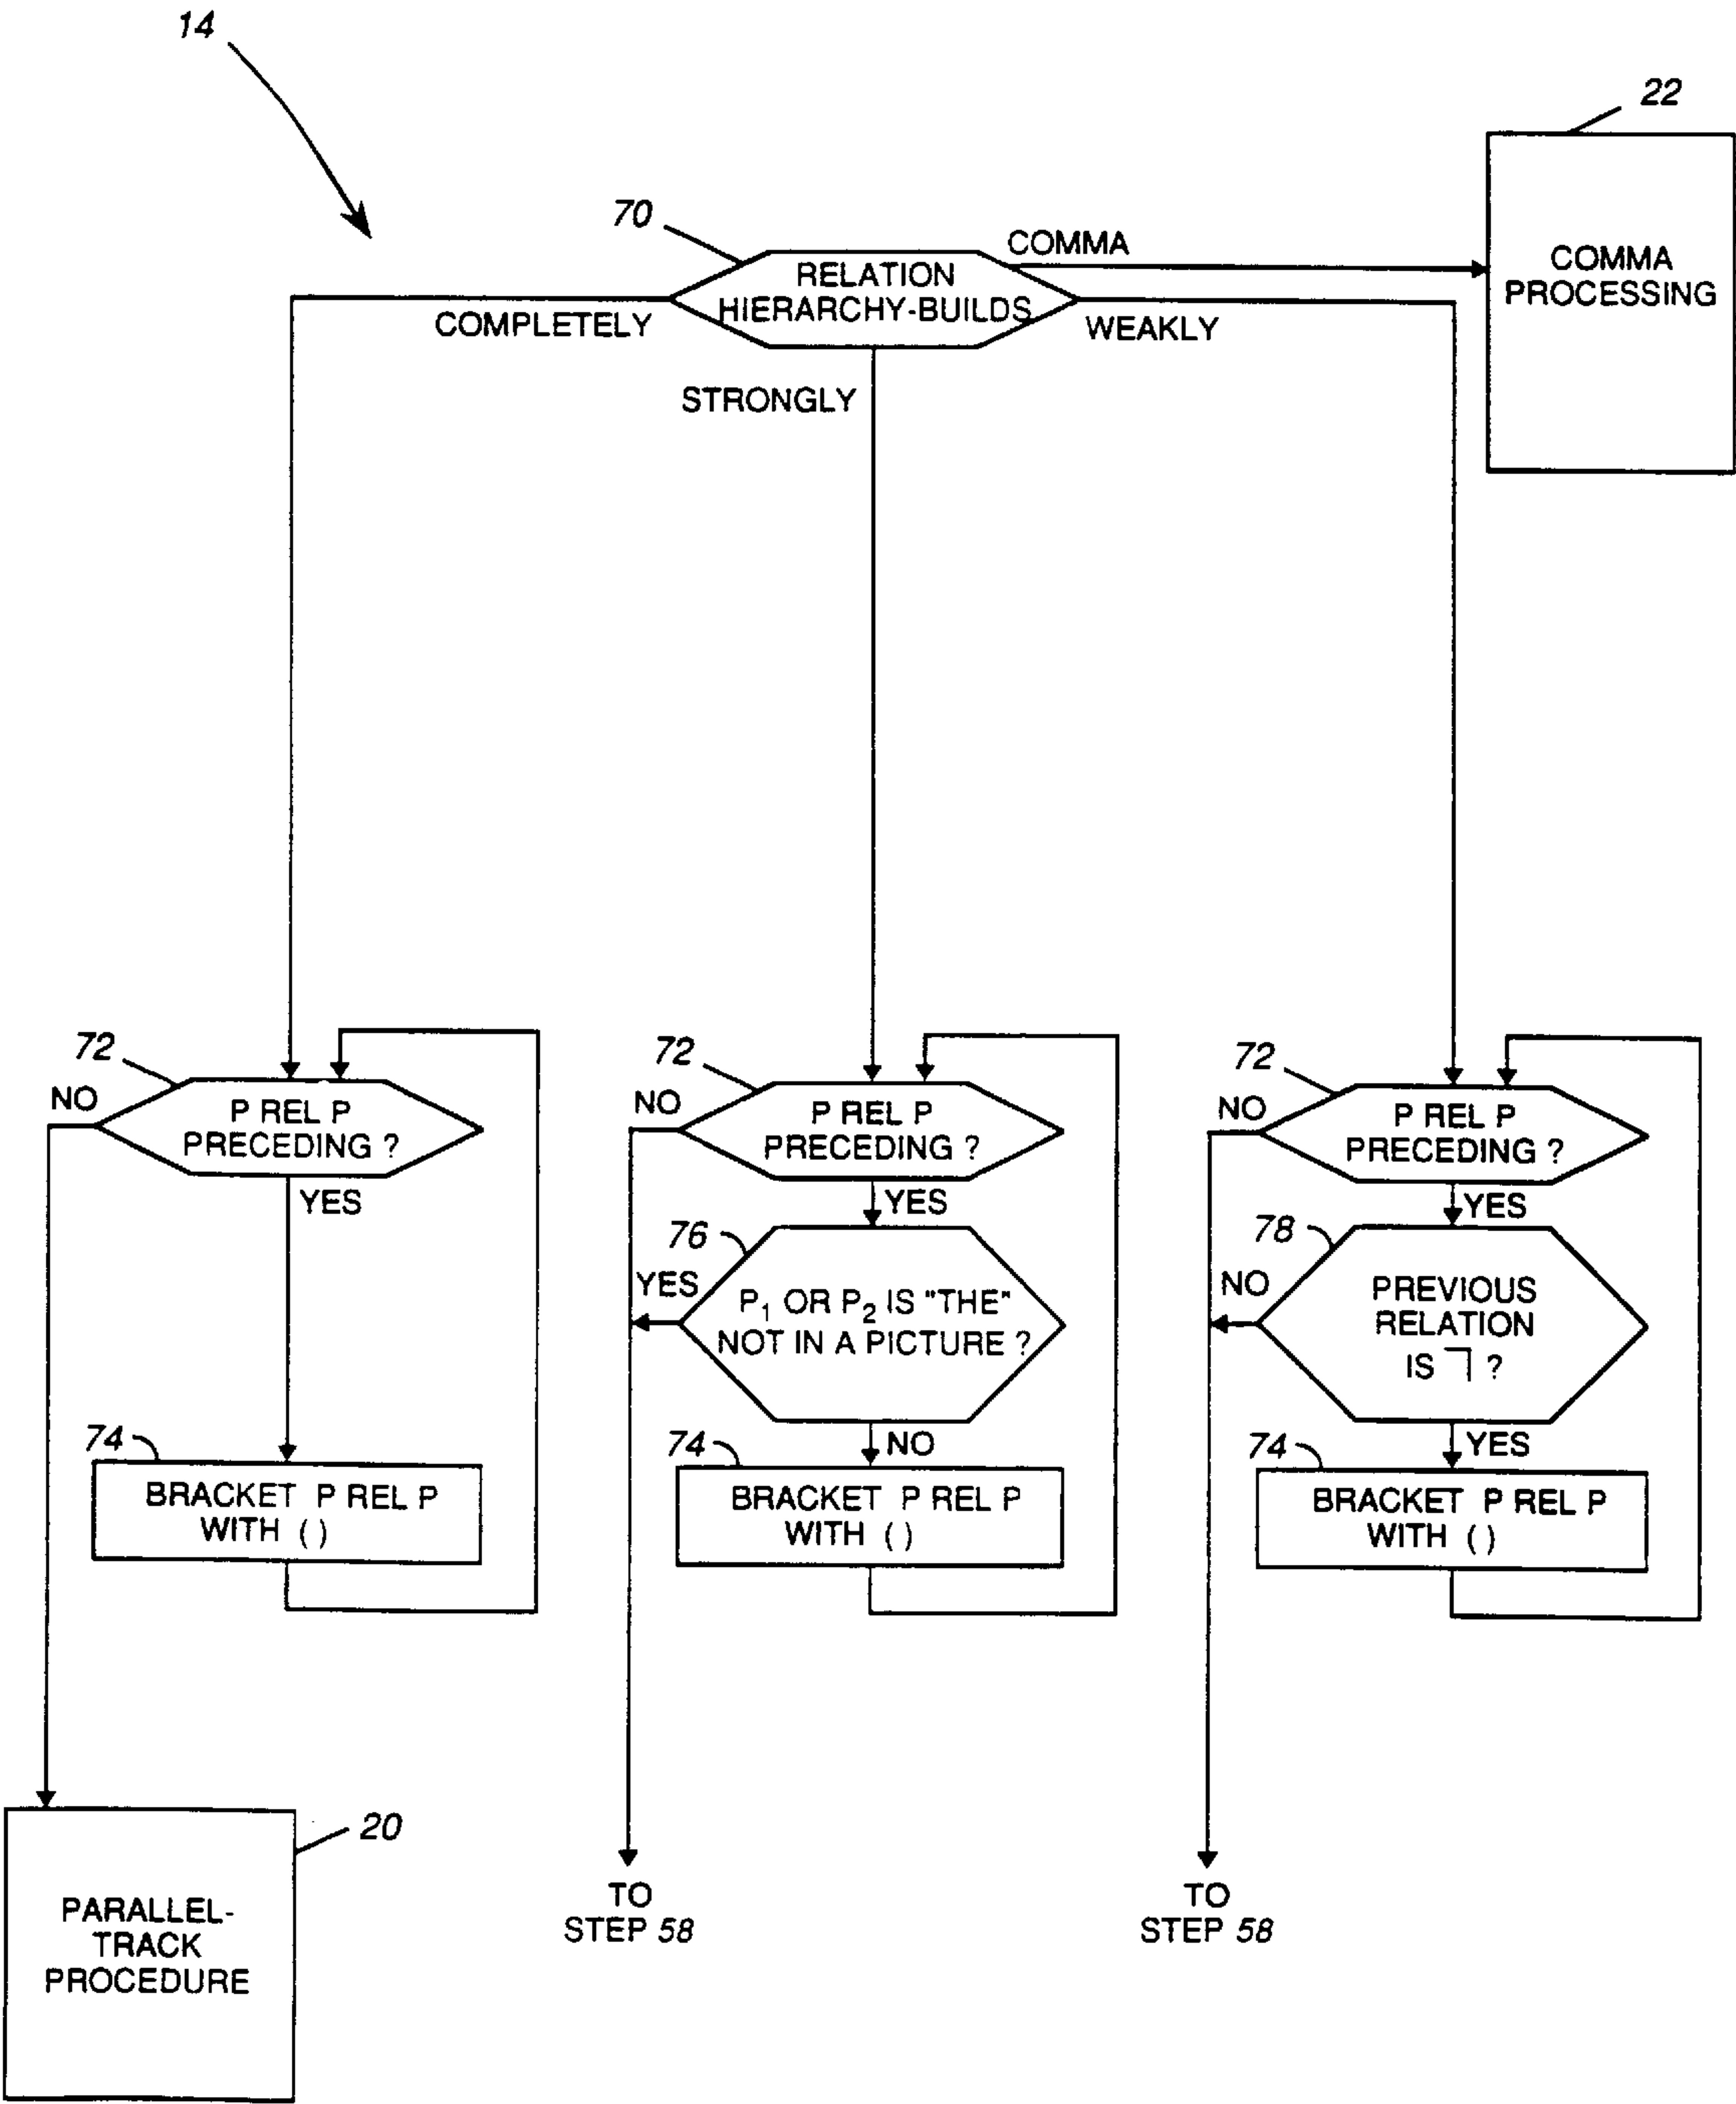 14
22
70
COMMA
RELATION
HIERARCHY-BUILDS
COMMA
PROCESSING
COMPLETELY
WEAKLY
STRONGLY
72
NO
P REL P
PRECEDING ?
YES
74
BRACKET P REL P
WITH ( )
20
PARALLEL-
TRACK
PROCEDURE
72
NO
P REL P
PRECEDING ?
YES
76
YES
P₁ OR P₂ IS "THE"
NOT IN A PICTURE ?
NO
74
BRACKET P REL P
WITH ( )
TO
STEP 58
72
NO
P REL P
PRECEDING ?
YES
78
NO
PREVIOUS
RELATION
IS ㄱ ?
YES
74
BRACKET P REL P
WITH ( )
TO
STEP 58